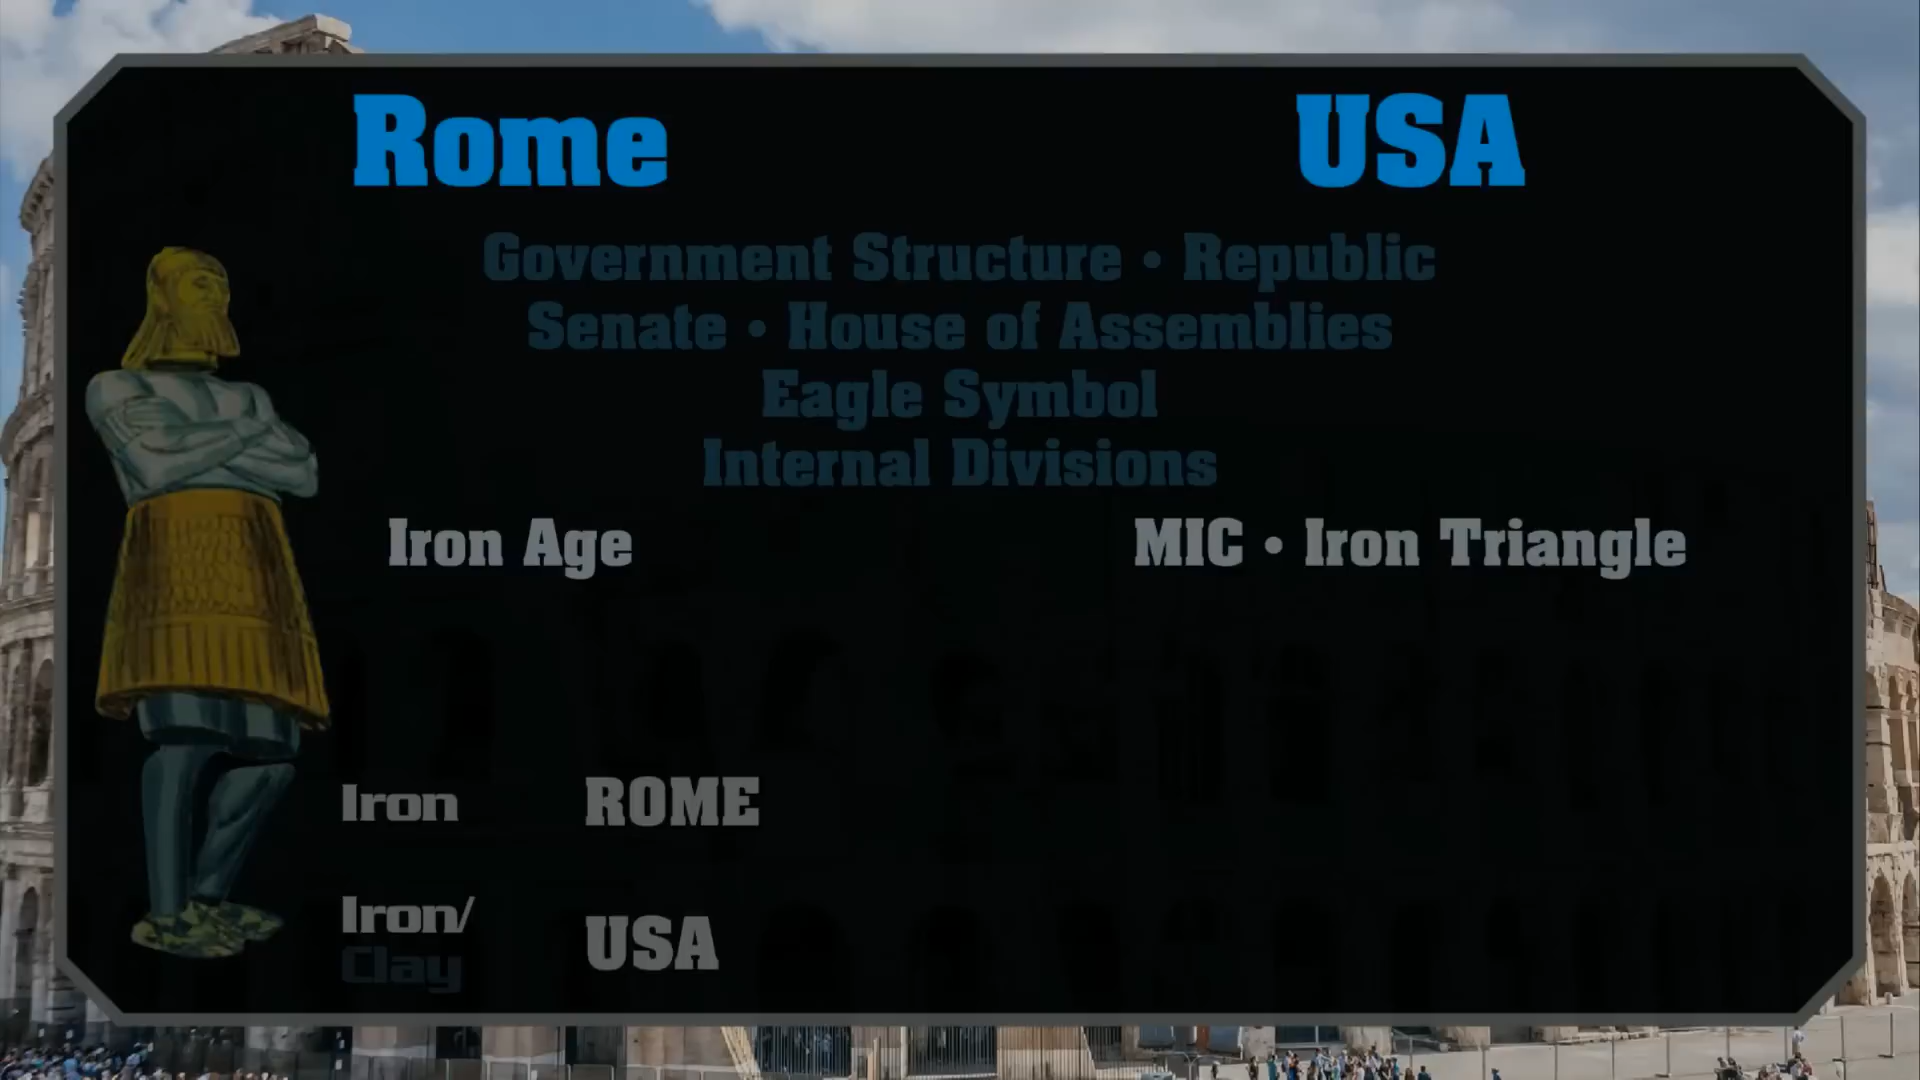 Rome
USA
Government Structure • Republic
Senate • House of Assemblies
Eagle Symbol
Internal Divisions
Iron Age
MIC • Iron Triangle
Iron
ROME
Iron/
Clay
USA